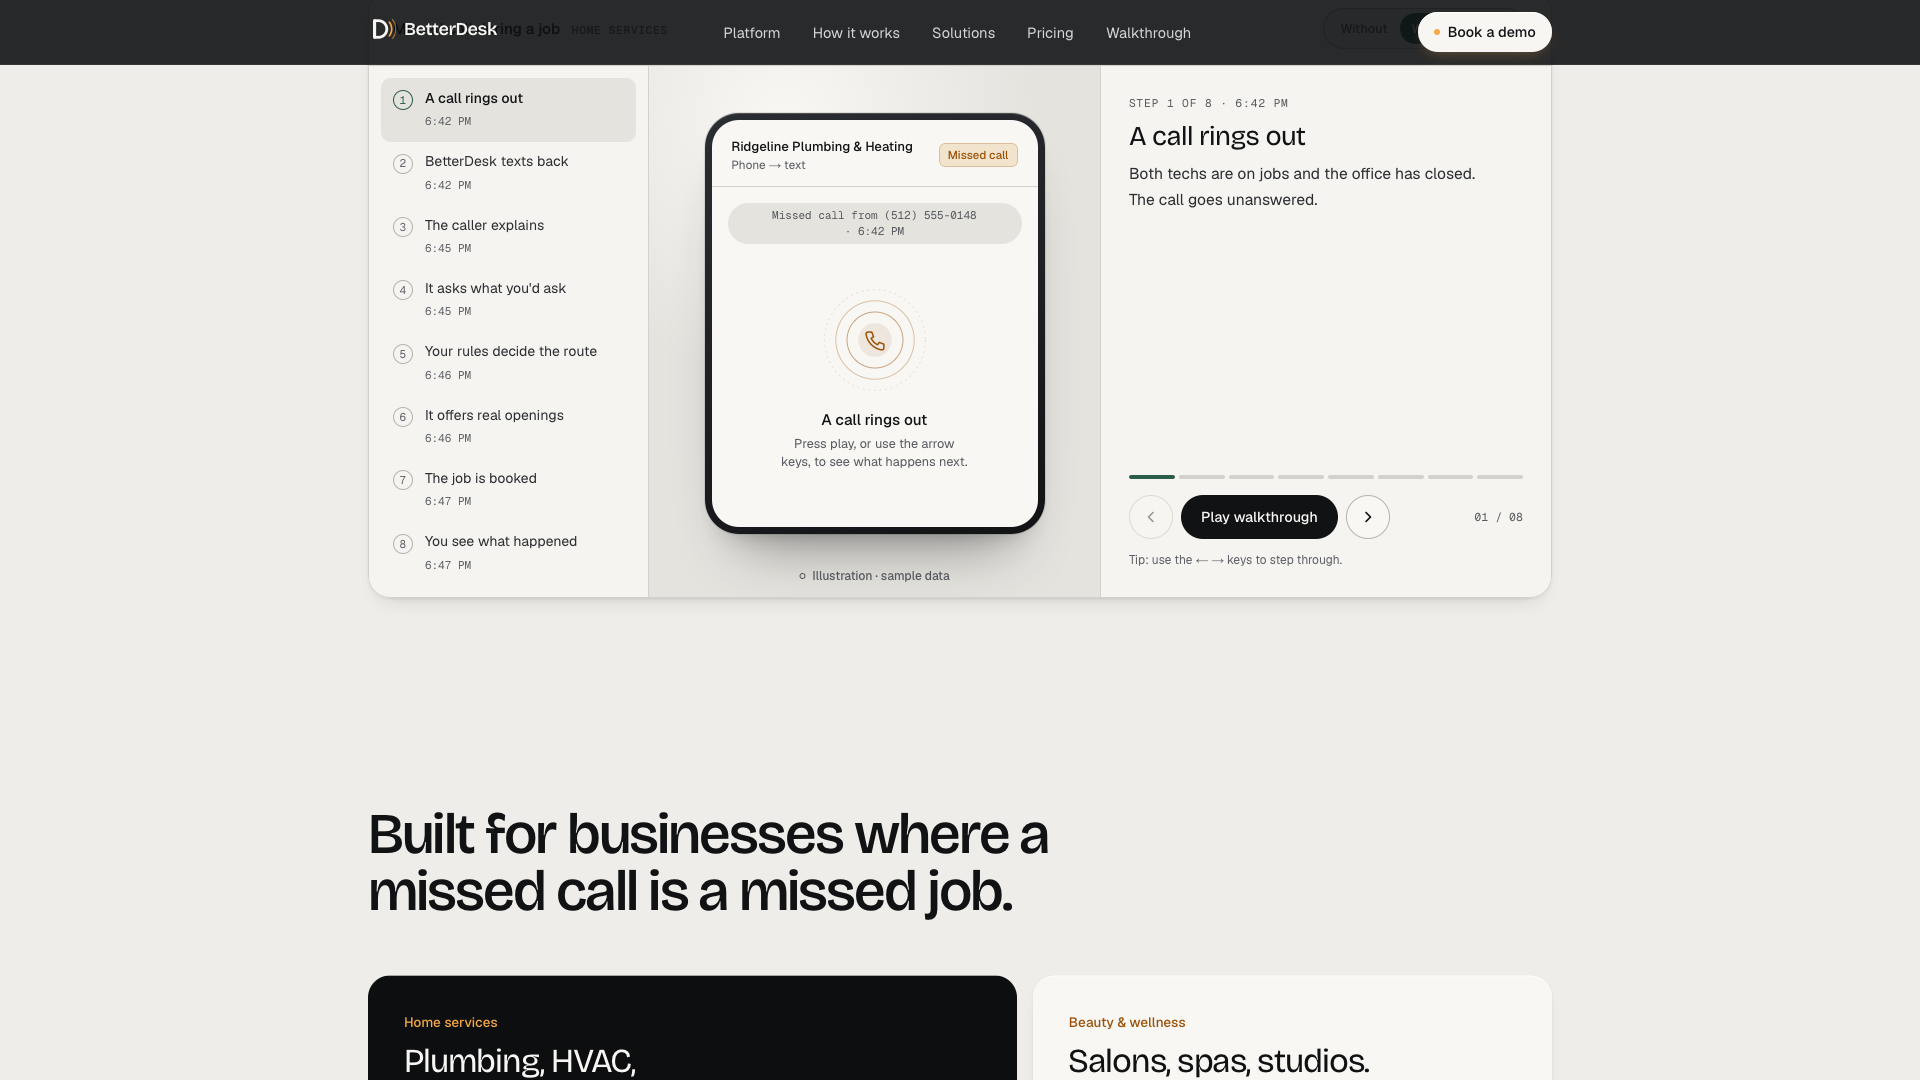 BetterDesk
ing a job HOME SERVICES
Platform
How it works
Solutions
Pricing
Walkthrough
Without
Book a demo
1 A call rings out
6:42 PM
2 BetterDesk texts back
6:42 PM
3 The caller explains
6:45 PM
4 It asks what you'd ask
6:45 PM
5 Your rules decide the route
6:46 PM
6 It offers real openings
6:46 PM
7 The job is booked
6:47 PM
8 You see what happened
6:47 PM
Ridgeline Plumbing & Heating
Phone → text
Missed call
Missed call from (512) 555-0148
· 6:42 PM
A call rings out
Press play, or use the arrow
keys, to see what happens next.
Illustration · sample data
STEP 1 OF 8 · 6:42 PM
A call rings out
Both techs are on jobs and the office has closed.
The call goes unanswered.
Play walkthrough
01 / 08
Tip: use the ← → keys to step through.
Built for businesses where a
missed call is a missed job.
Home services
Plumbing, HVAC,
Beauty & wellness
Salons, spas, studios.